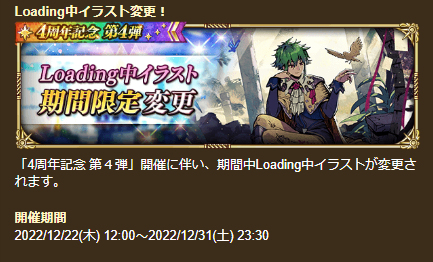 Loading中イラスト変更！
4周年記念 第4弾
Loading中イラスト
期間限定変更
「4周年記念 第４弾」開催に伴い、期間中Loading中イラストが変更さ
れます。
開催期間
2022/12/22(木) 12:00～2022/12/31(土) 23:30